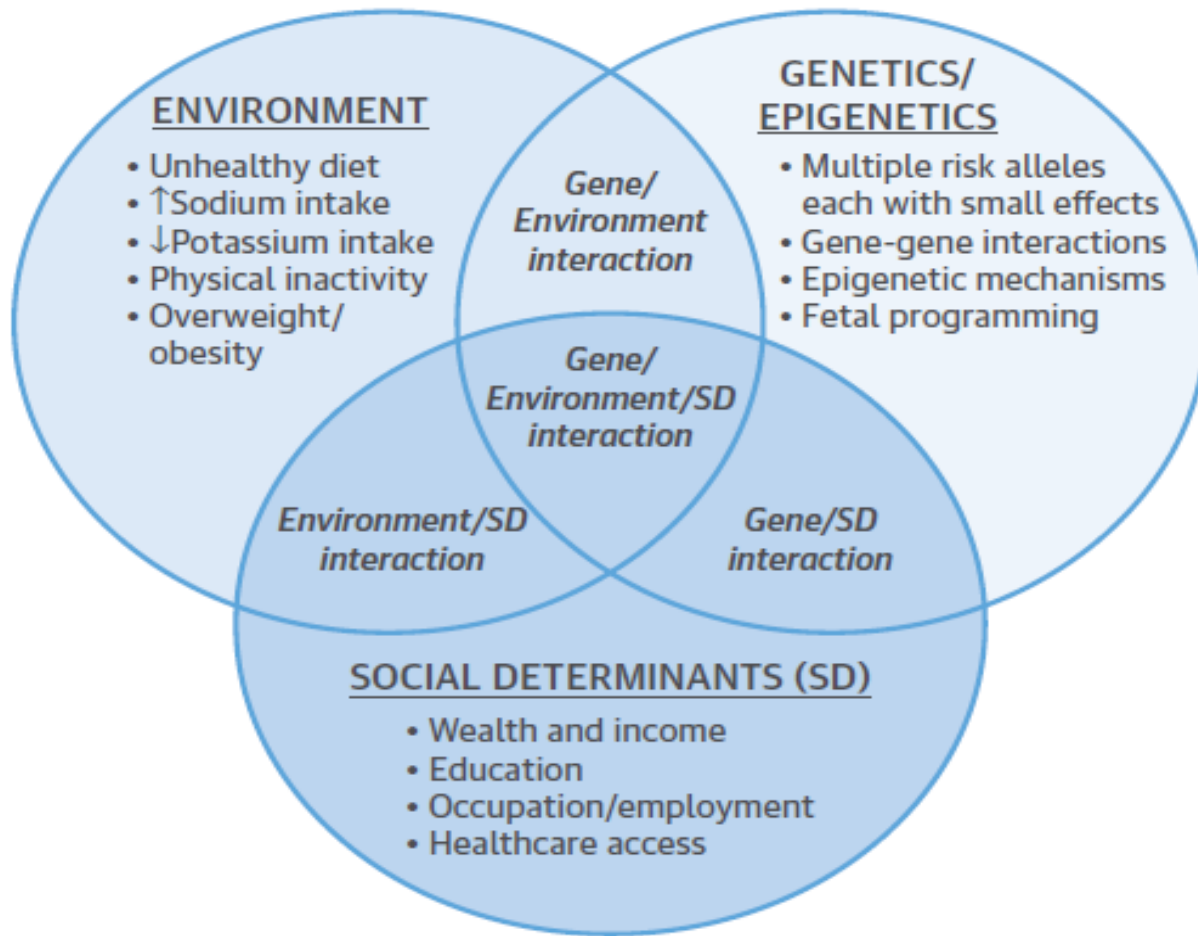 ENVIRONMENT
• Unhealthy diet
• ↑Sodium intake
• ↓Potassium intake
• Physical inactivity
• Overweight/
obesity
GENETICS/
EPIGENETICS
• Multiple risk alleles
each with small effects
• Gene-gene interactions
• Epigenetic mechanisms
• Fetal programming
Gene/
Environment
interaction
Gene/
Environment/SD
interaction
Environment/SD
interaction
Gene/SD
interaction
SOCIAL DETERMINANTS (SD)
• Wealth and income
• Education
• Occupation/employment
• Healthcare access